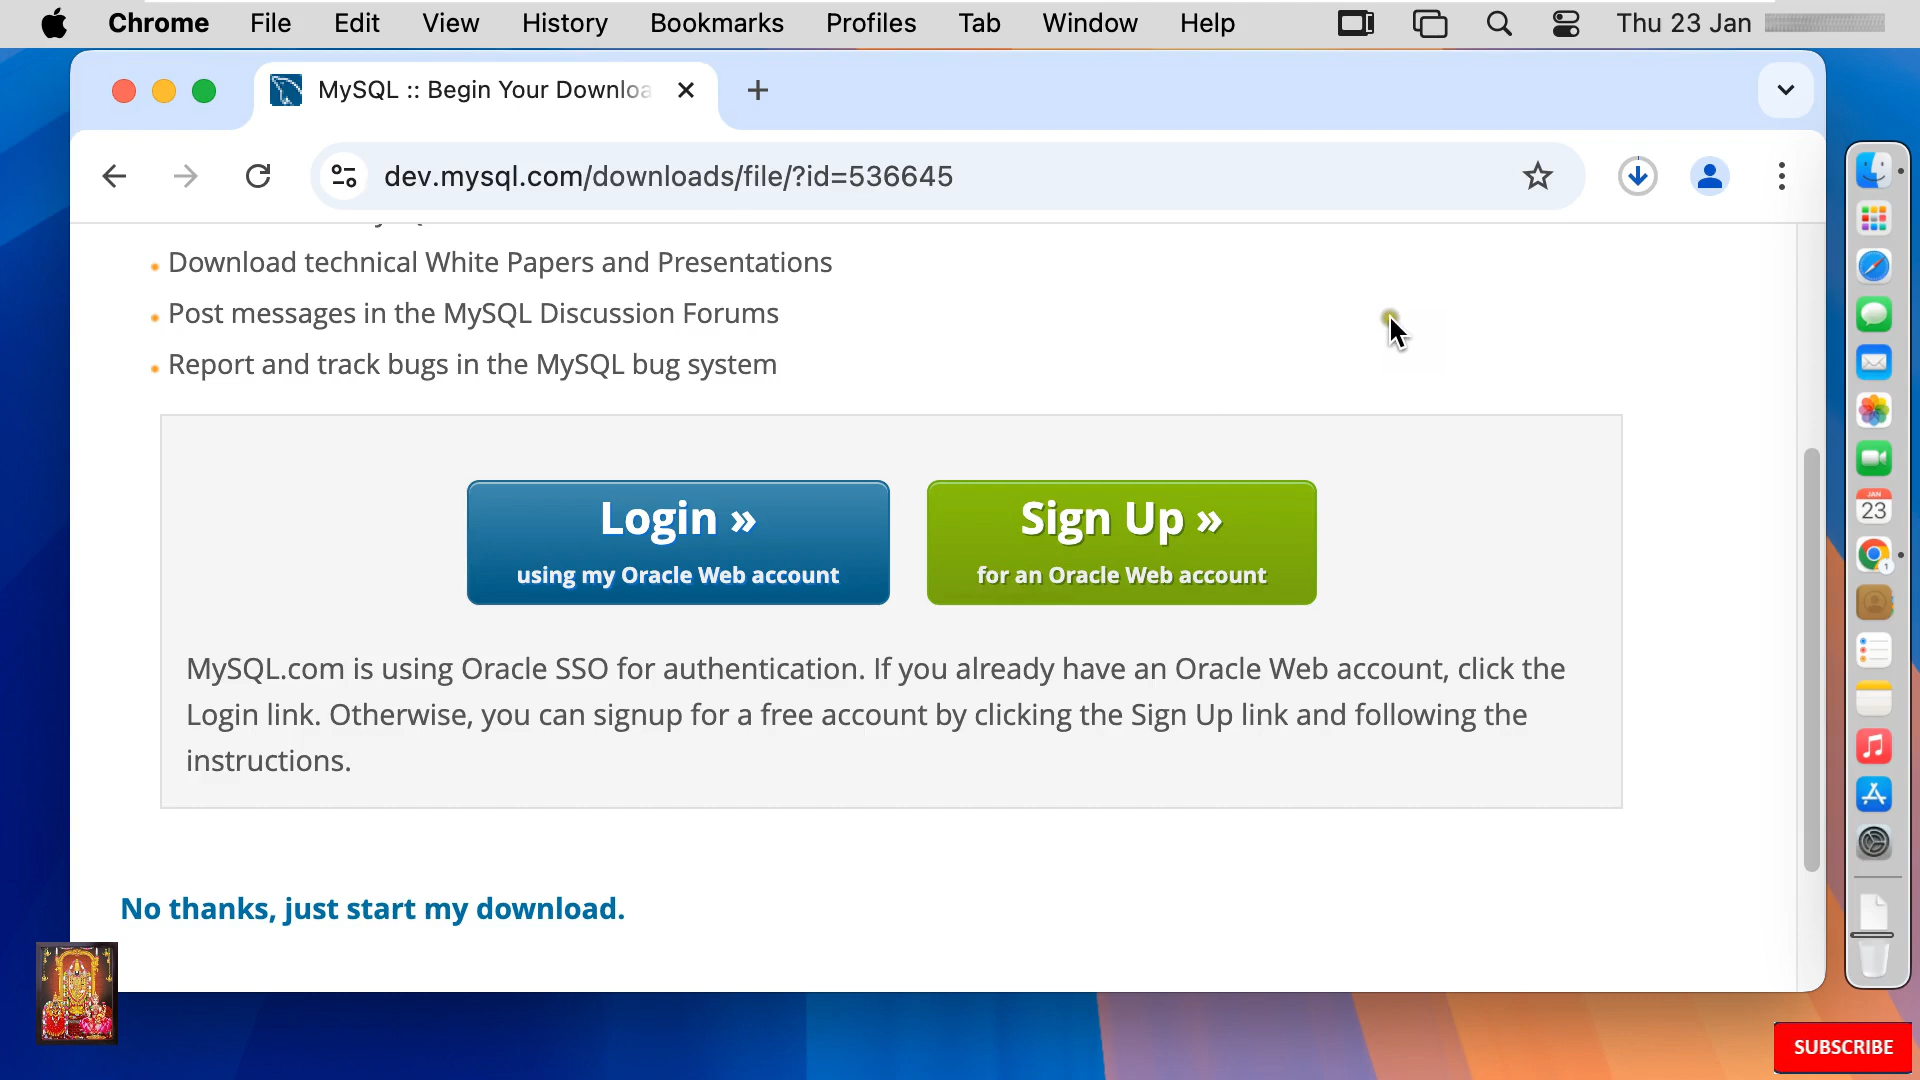 Chrome File Edit View History Bookmarks Profiles Tab Window Help Thu 23 Jan
MySQL :: Begin Your Downloa
dev.mysql.com/downloads/file/?id=536645
Download technical White Papers and Presentations
Post messages in the MySQL Discussion Forums
Report and track bugs in the MySQL bug system
Login »
using my Oracle Web account
Sign Up »
for an Oracle Web account
MySQL.com is using Oracle SSO for authentication. If you already have an Oracle Web account, click the
Login link. Otherwise, you can signup for a free account by clicking the Sign Up link and following the
instructions.
No thanks, just start my download.
JAN
23
1
SUBSCRIBE